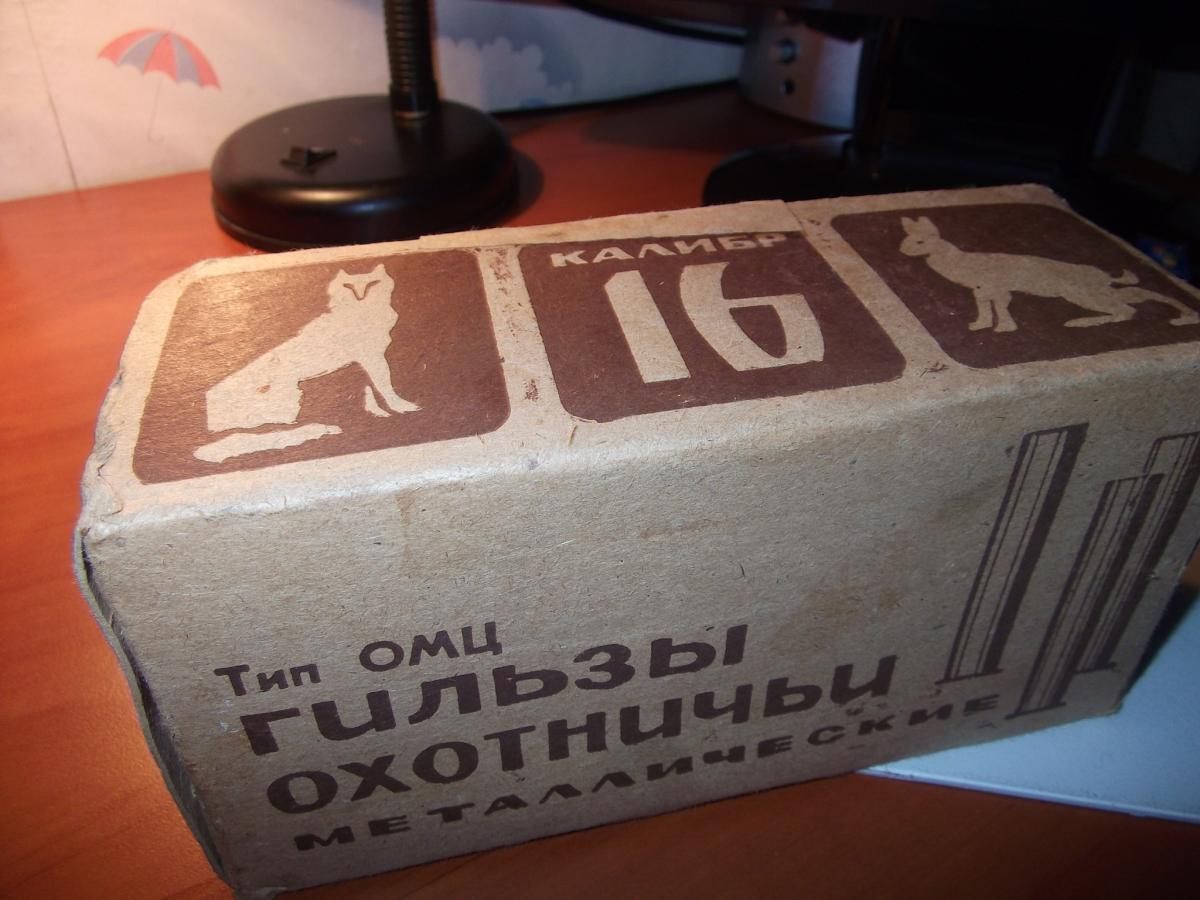 КАЛИБР
16
Тип ОМЦ
ГИЛЬЗЫ
ОХОТНИЧЬИ
МЕТАЛЛИЧЕСКИЕ